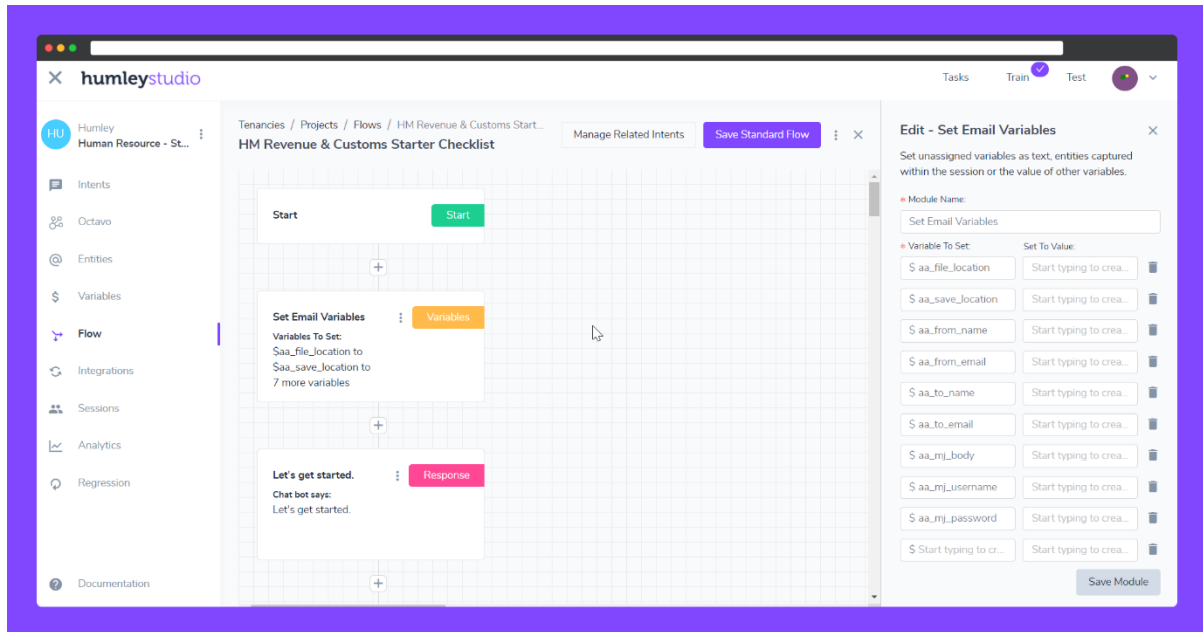 humleystudio
Tasks
Train
Test
HU
Humley
Human Resource - St...
Intents
Octavo
Entities
$ Variables
Flow
Integrations
Sessions
Analytics
Regression
? Documentation
Tenancies / Projects / Flows / HM Revenue & Customs Start...
HM Revenue & Customs Starter Checklist
Manage Related Intents
Save Standard Flow
Start
Start
Set Email Variables
Variables
Variables To Set:
$aa_file_location to
$aa_save_location to
7 more variables
Let's get started.
Response
Chat bot says:
Let's get started.
Edit - Set Email Variables
Set unassigned variables as text, entities captured
within the session or the value of other variables.
* Module Name:
Set Email Variables
* Variable To Set: Set To Value:
$ aa_file_location Start typing to crea...
$ aa_save_location Start typing to crea...
$ aa_from_name Start typing to crea...
$ aa_from_email Start typing to crea...
$ aa_to_name Start typing to crea...
$ aa_to_email Start typing to crea...
$ aa_mj_body Start typing to crea...
$ aa_mj_username Start typing to crea...
$ aa_mj_password Start typing to crea...
$ Start typing to cr... Start typing to crea...
Save Module